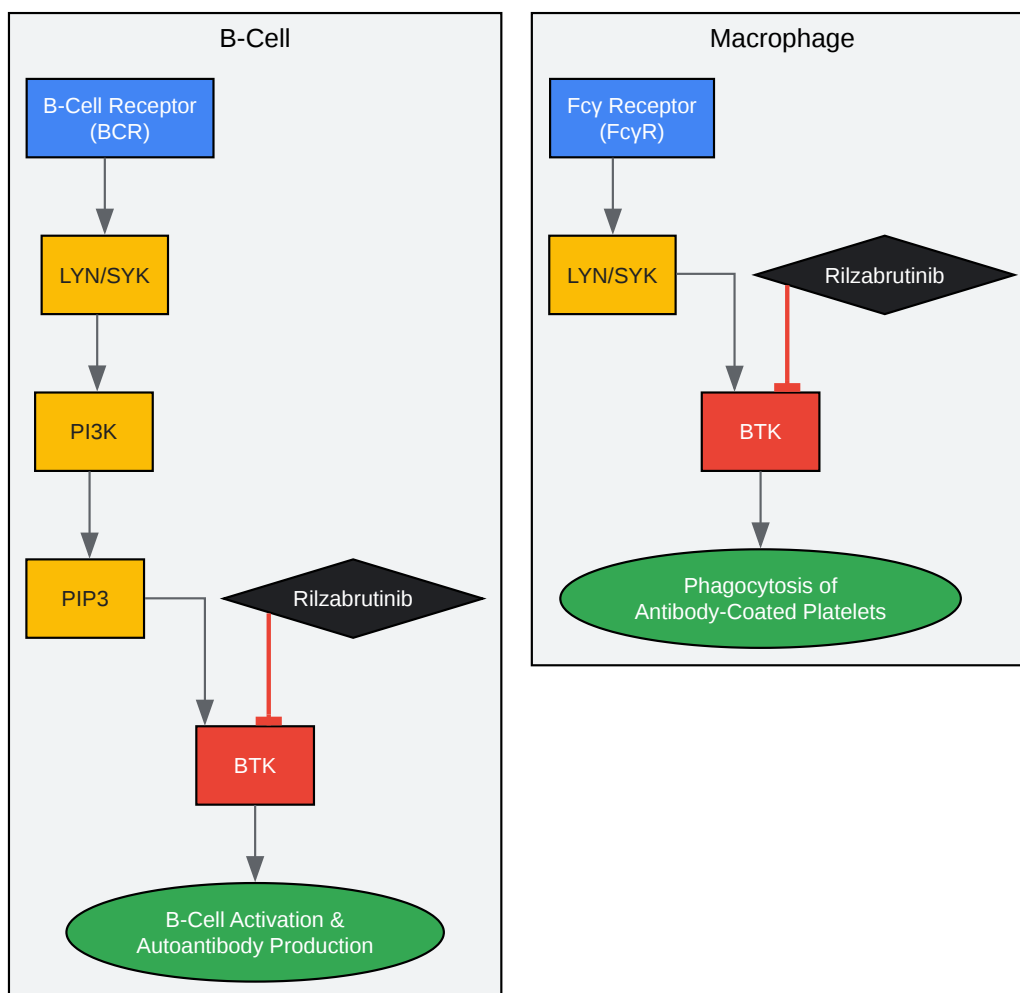 B-Cell
B-Cell Receptor
(BCR)
LYN/SYK
PI3K
PIP3
Rilzabrutinib
BTK
B-Cell Activation &
Autoantibody Production
Macrophage
Fcγ Receptor
(FcγR)
LYN/SYK
Rilzabrutinib
BTK
Phagocytosis of
Antibody-Coated Platelets